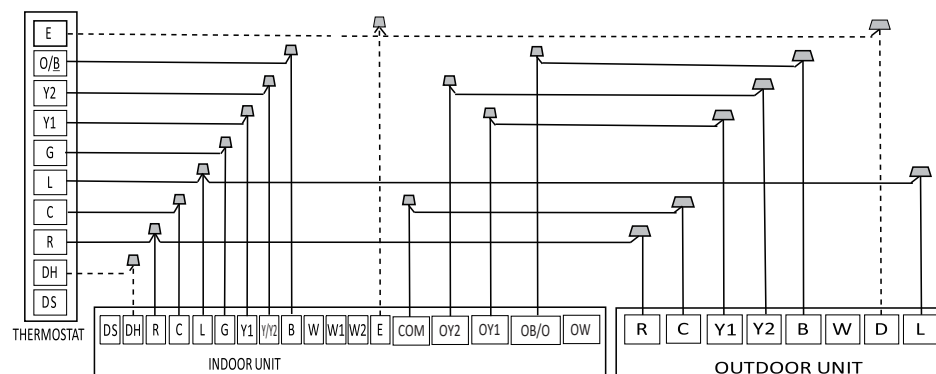 E
O/B
Y2
Y1
G
L
C
R
DH
DS
THERMOSTAT
DS DH R C L G Y1 Y/Y2 B W W1 W2 E COM OY2 OY1 OB/O OW
INDOOR UNIT
R C Y1 Y2 B W D L
OUTDOOR UNIT